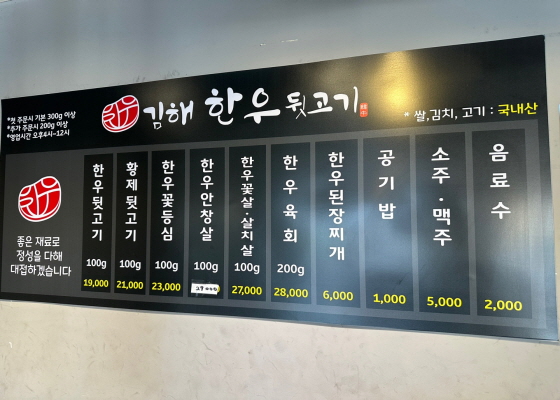 *첫 주문시 기본 300g 이상
*추가 주문시 200g 이상
*영업시간 오후4시~12시
한우
김해 한우 뒷고기
* 쌀,김치,고기 : 국내산
한우
좋은 재료로
정성을 다해
대접하겠습니다
한우뒷고기
100g
19,000
황제뒷고기
100g
21,000
한우꽃등심
100g
23,000
한우안창살
100g
한우꽃살·살치살
100g
27,000
한우육회
200g
28,000
한우된장찌개
6,000
공기밥
1,000
소주·맥주
5,000
음료수
2,000